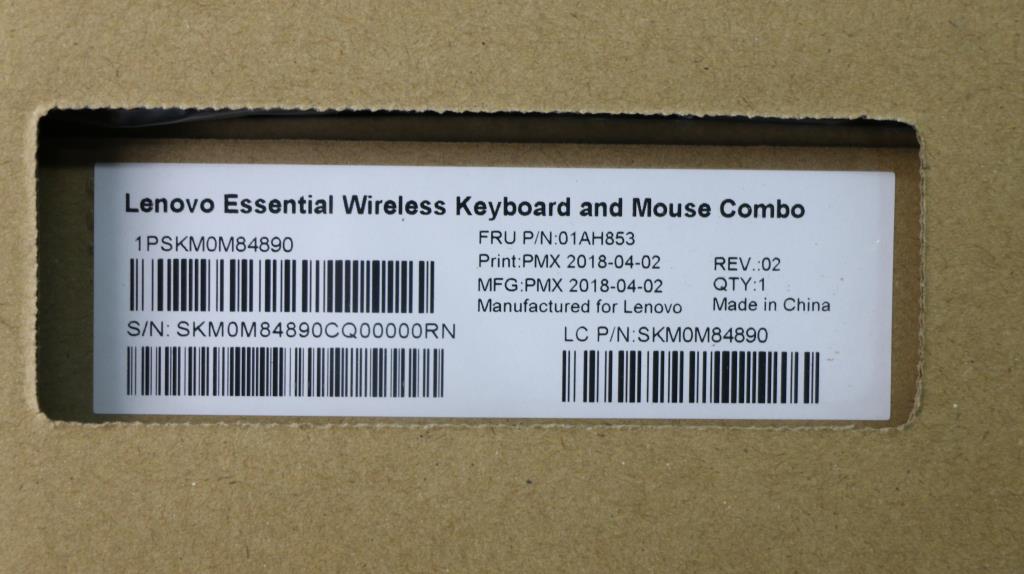 Lenovo Essential Wireless Keyboard and Mouse Combo
1PSKM0M84890
FRU P/N:01AH853
Print:PMX 2018-04-02
REV.:02
MFG:PMX 2018-04-02
QTY:1
Manufactured for Lenovo
Made in China
S/N: SKM0M84890CQ00000RN
LC P/N:SKM0M84890